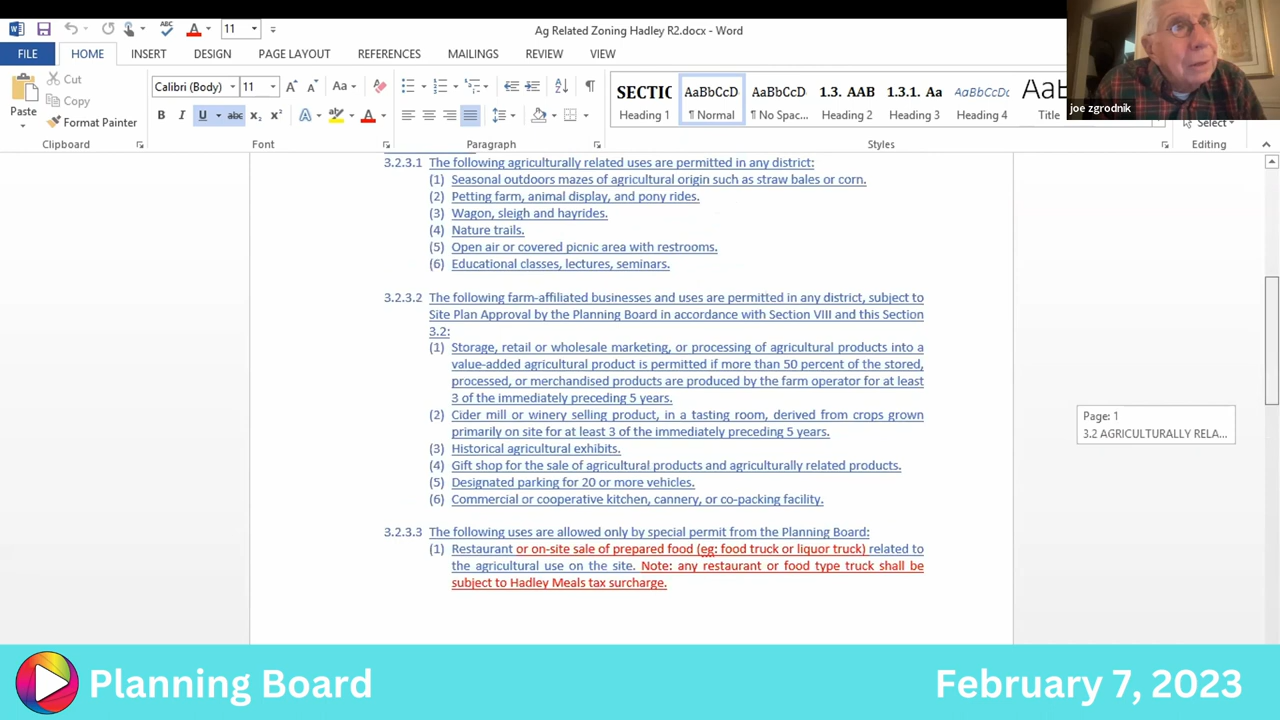 Ag Related Zoning Hadley R2.docx - Word
11
FILE HOME INSERT DESIGN PAGE LAYOUT REFERENCES MAILINGS REVIEW VIEW
joe zgrodnik
Cut
Copy
Format Painter
Paste
Calibri (Body) 11
Heading 1 ¶ Normal ¶ No Spac... Heading 2 Heading 3 Heading 4 Title
Select
Clipboard Font Paragraph Styles Editing
3.2.3.1 The following agriculturally related uses are permitted in any district:
(1) Seasonal outdoors mazes of agricultural origin such as straw bales or corn.
(2) Petting farm, animal display, and pony rides.
(3) Wagon, sleigh and hayrides.
(4) Nature trails.
(5) Open air or covered picnic area with restrooms.
(6) Educational classes, lectures, seminars.
3.2.3.2 The following farm-affiliated businesses and uses are permitted in any district, subject to
Site Plan Approval by the Planning Board in accordance with Section VIII and this Section
3.2:
(1) Storage, retail or wholesale marketing, or processing of agricultural products into a
value-added agricultural product is permitted if more than 50 percent of the stored,
processed, or merchandised products are produced by the farm operator for at least
3 of the immediately preceding 5 years.
(2) Cider mill or winery selling product, in a tasting room, derived from crops grown
primarily on site for at least 3 of the immediately preceding 5 years.
(3) Historical agricultural exhibits.
(4) Gift shop for the sale of agricultural products and agriculturally related products.
(5) Designated parking for 20 or more vehicles.
(6) Commercial or cooperative kitchen, cannery, or co-packing facility.
Page: 1
3.2 AGRICULTURALLY RELA...
3.2.3.3 The following uses are allowed only by special permit from the Planning Board:
(1) Restaurant or on-site sale of prepared food (eg: food truck or liquor truck) related to
the agricultural use on the site. Note: any restaurant or food type truck shall be
subject to Hadley Meals tax surcharge.
Planning Board
February 7, 2023